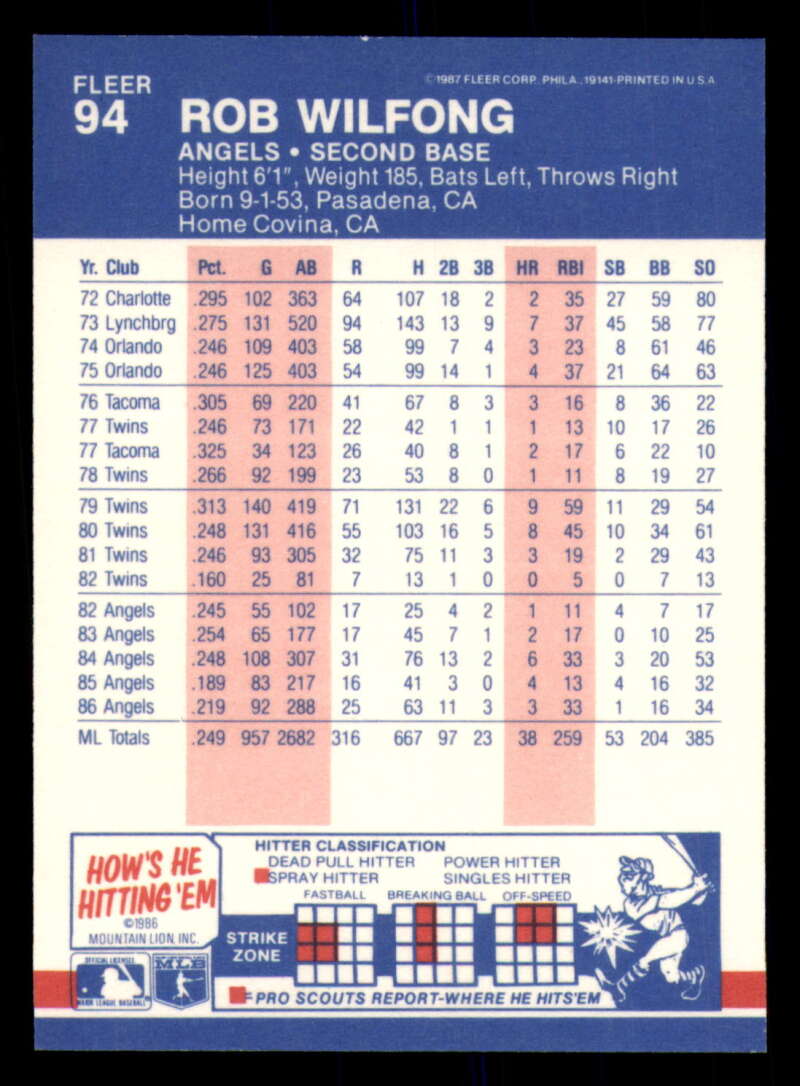 FLEER
94
©1987 FLEER CORP. PHILA., 19141-PRINTED IN U.S.A.
ROB WILFONG
ANGELS • SECOND BASE
Height 6'1", Weight 185, Bats Left, Throws Right
Born 9-1-53, Pasadena, CA
Home Covina, CA
Yr. Club Pct. G AB R H 2B 3B HR RBI SB BB SO
72 Charlotte .295 102 363 64 107 18 2 2 35 27 59 80
73 Lynchbrg .275 131 520 94 143 13 9 7 37 45 58 77
74 Orlando .246 109 403 58 99 7 4 3 23 8 61 46
75 Orlando .246 125 403 54 99 14 1 4 37 21 64 63
76 Tacoma .305 69 220 41 67 8 3 3 16 8 36 22
77 Twins .246 73 171 22 42 1 1 1 13 10 17 26
77 Tacoma .325 34 123 26 40 8 1 2 17 6 22 10
78 Twins .266 92 199 23 53 8 0 1 11 8 19 27
79 Twins .313 140 419 71 131 22 6 9 59 11 29 54
80 Twins .248 131 416 55 103 16 5 8 45 10 34 61
81 Twins .246 93 305 32 75 11 3 3 19 2 29 43
82 Twins .160 25 81 7 13 1 0 0 5 0 7 13
82 Angels .245 55 102 17 25 4 2 1 11 4 7 17
83 Angels .254 65 177 17 45 7 1 2 17 0 10 25
84 Angels .248 108 307 31 76 13 2 6 33 3 20 53
85 Angels .189 83 217 16 41 3 0 4 13 4 16 32
86 Angels .219 92 288 25 63 11 3 3 33 1 16 34
ML Totals .249 957 2682 316 667 97 23 38 259 53 204 385
HOW'S HE
HITTING 'EM
©1986
MOUNTAIN LION, INC.
HITTER CLASSIFICATION
DEAD PULL HITTER POWER HITTER
SPRAY HITTER SINGLES HITTER
FASTBALL BREAKING BALL OFF-SPEED
STRIKE
ZONE
=PRO SCOUTS REPORT-WHERE HE HITS'EM
OFFICIAL LICENSEE
MAJOR LEAGUE BASEBALL
MLB